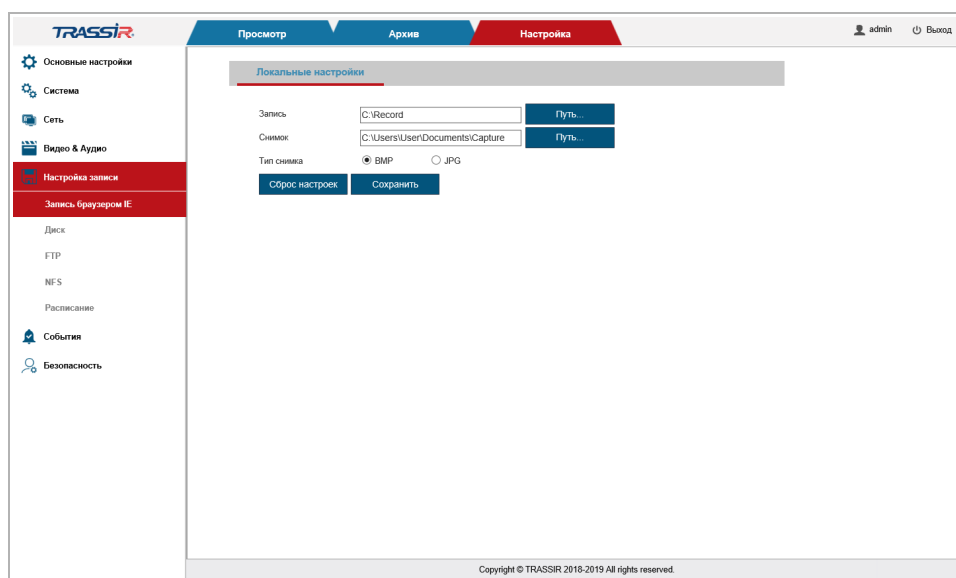 TRASSIR
Просмотр
Архив
Настройка
admin
Выход
Основные настройки
Система
Сеть
Видео & Аудио
Настройка записи
Запись браузером IE
Диск
FTP
NFS
Расписание
События
Безопасность
Локальные настройки
Запись C:\Record Путь...
Снимок C:\Users\User\Documents\Capture Путь...
Тип снимка BMP JPG
Сброс настроек Сохранить
Copyright © TRASSIR 2018-2019 All rights reserved.